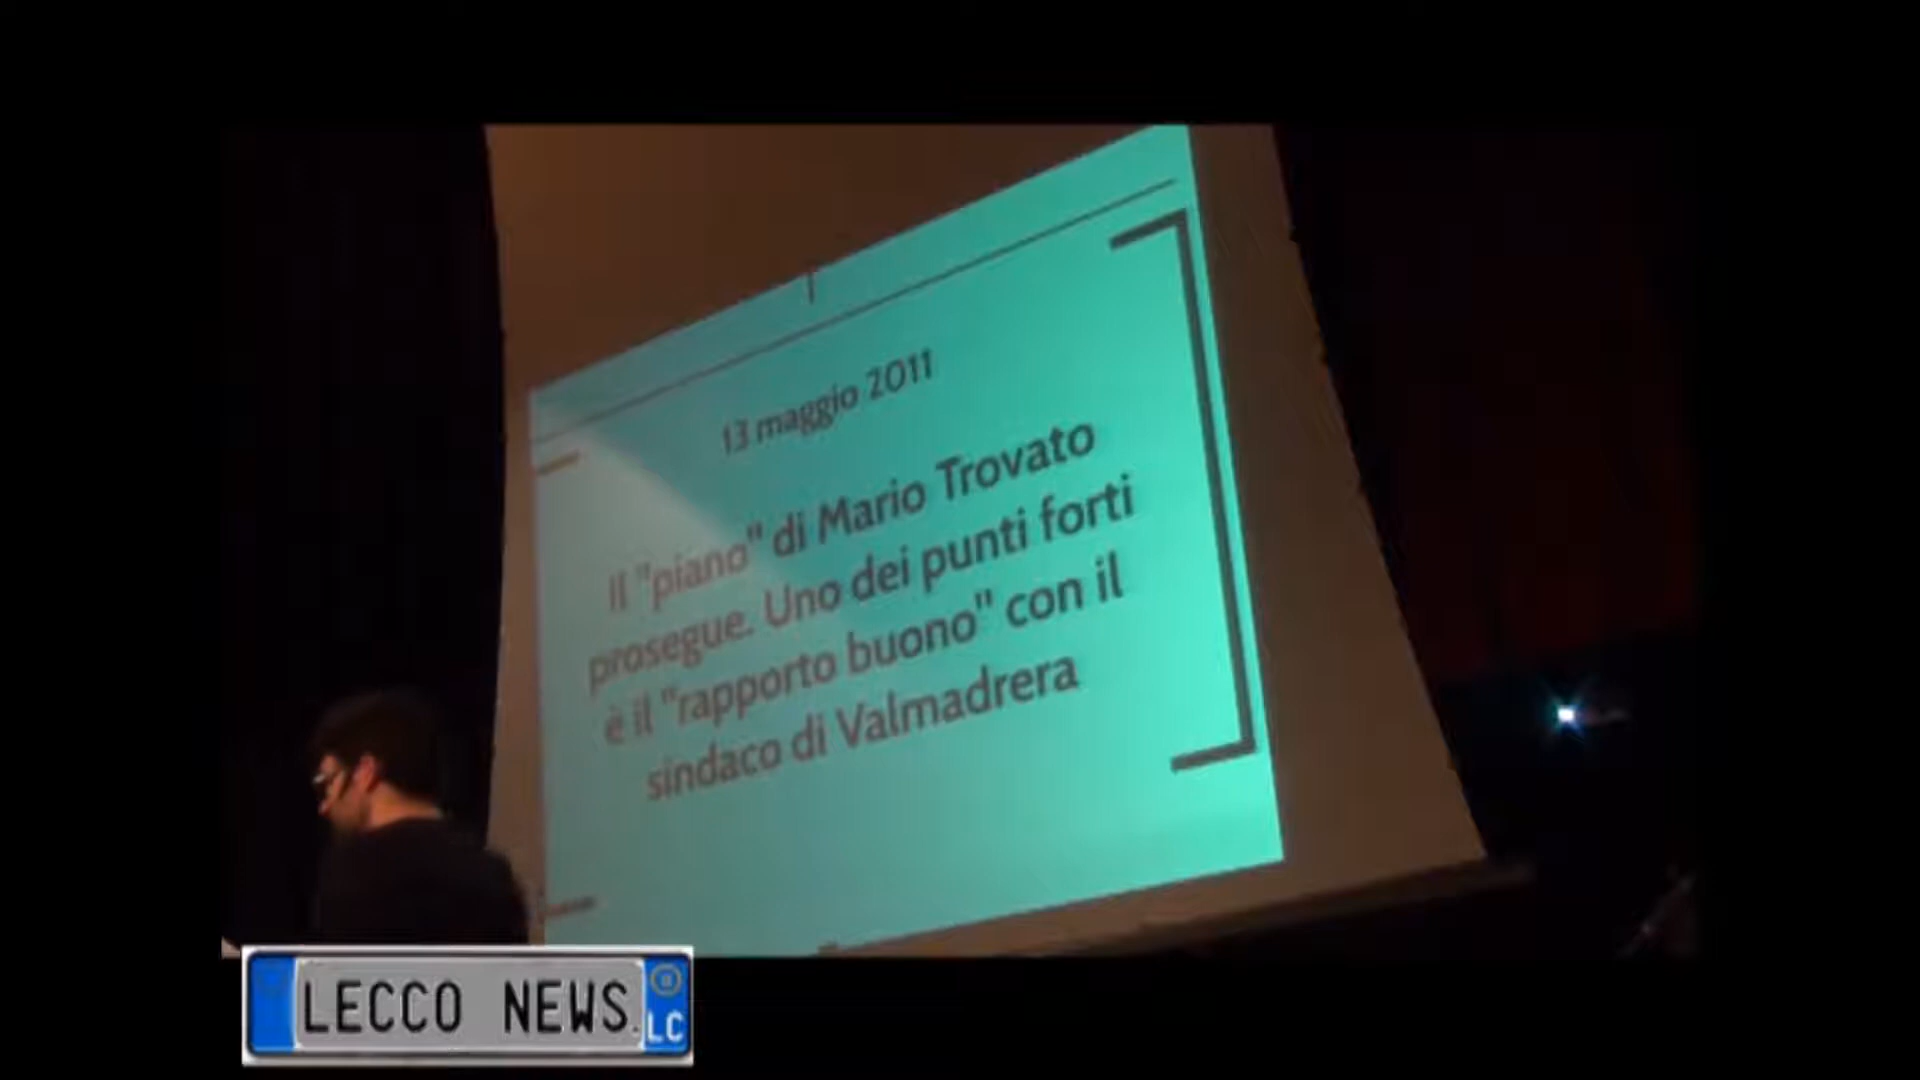 13 maggio 2011
Il "piano" di Mario Trovato
prosegue. Uno dei punti forti
è il "rapporto buono" con il
sindaco di Valmadrera
LECCO NEWS.
LC